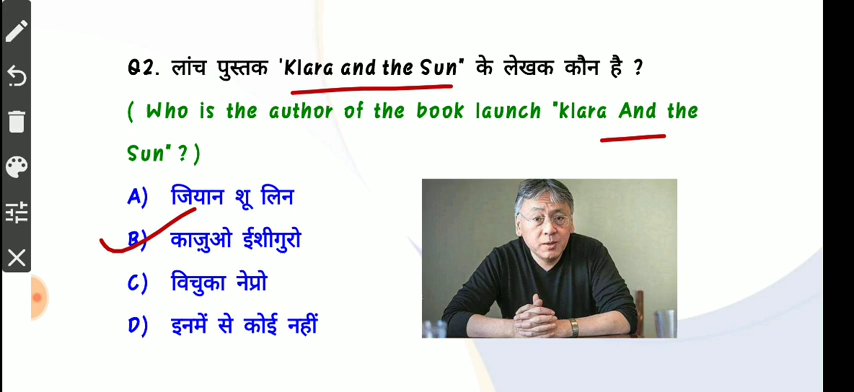 Q2. लांच पुस्तक 'Klara and the Sun" के लेखक कौन है ?
( Who is the author of the book launch "Klara And the
Sun" ? )
A) जियान शू लिन
B) काजुओ ईशीगुरो
C) विचुका नेप्रो
D) इनमें से कोई नहीं